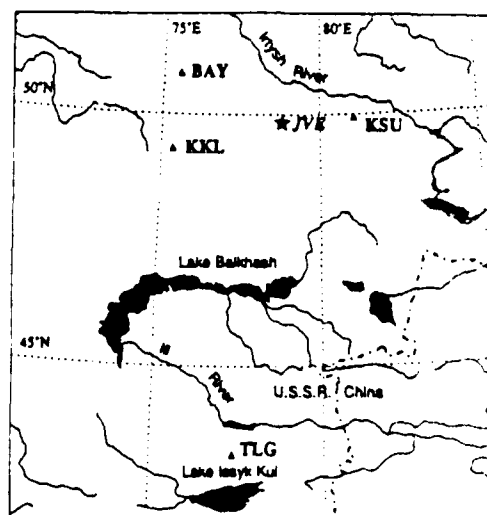 75°E
80°E
Irtysh River
50°N
BAY
JVE
KSU
KKL
Lake Balkhash
45°N
Ili River
U.S.S.R. China
TLG
Lake Issyk Kul